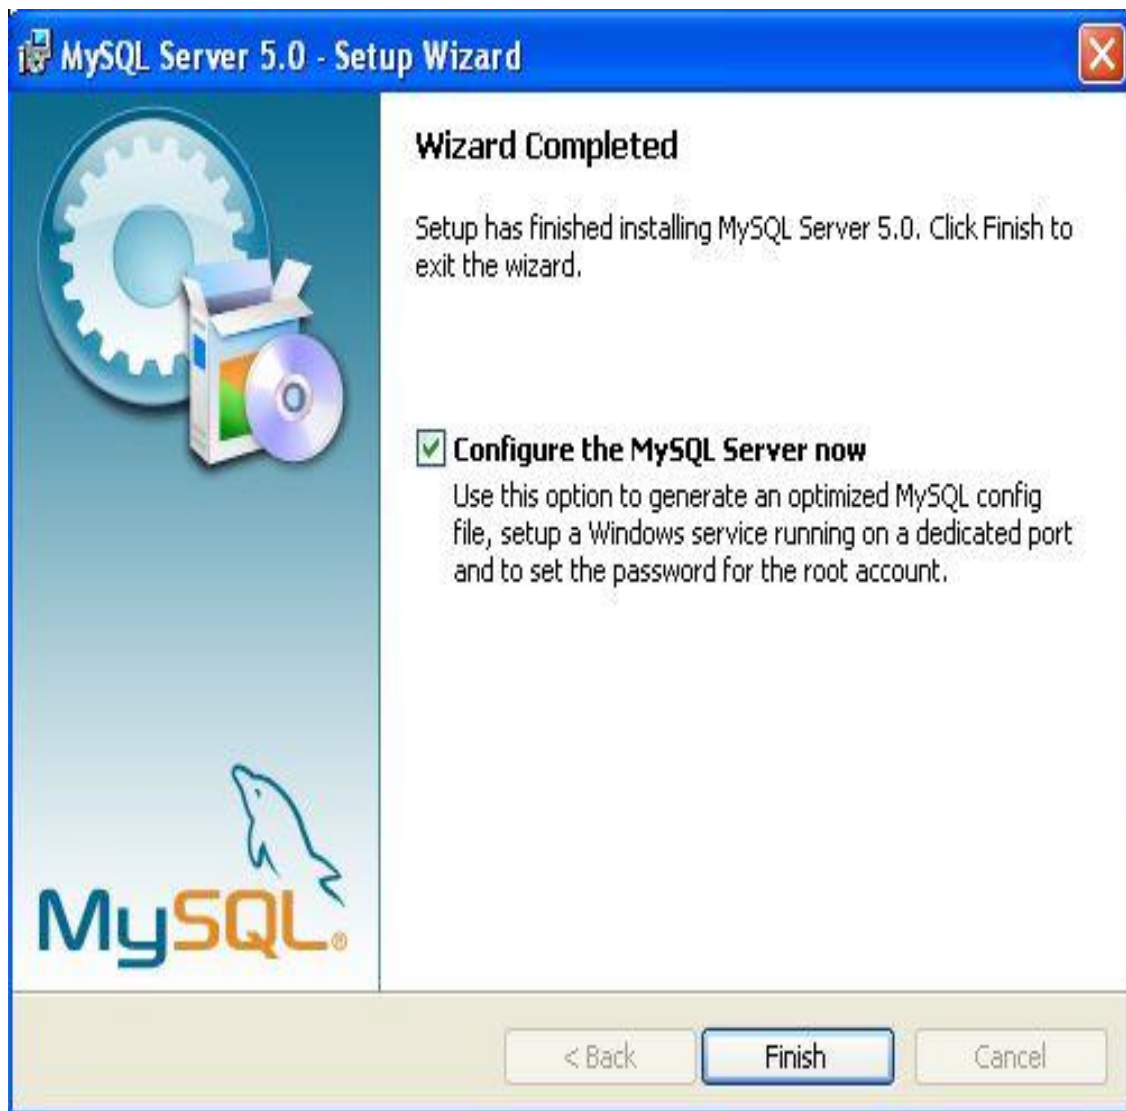 MySQL Server 5.0 - Setup Wizard
Wizard Completed
Setup has finished installing MySQL Server 5.0. Click Finish to
exit the wizard.
Configure the MySQL Server now
Use this option to generate an optimized MySQL config
file, setup a Windows service running on a dedicated port
and to set the password for the root account.
MySQL®
< Back
Finish
Cancel